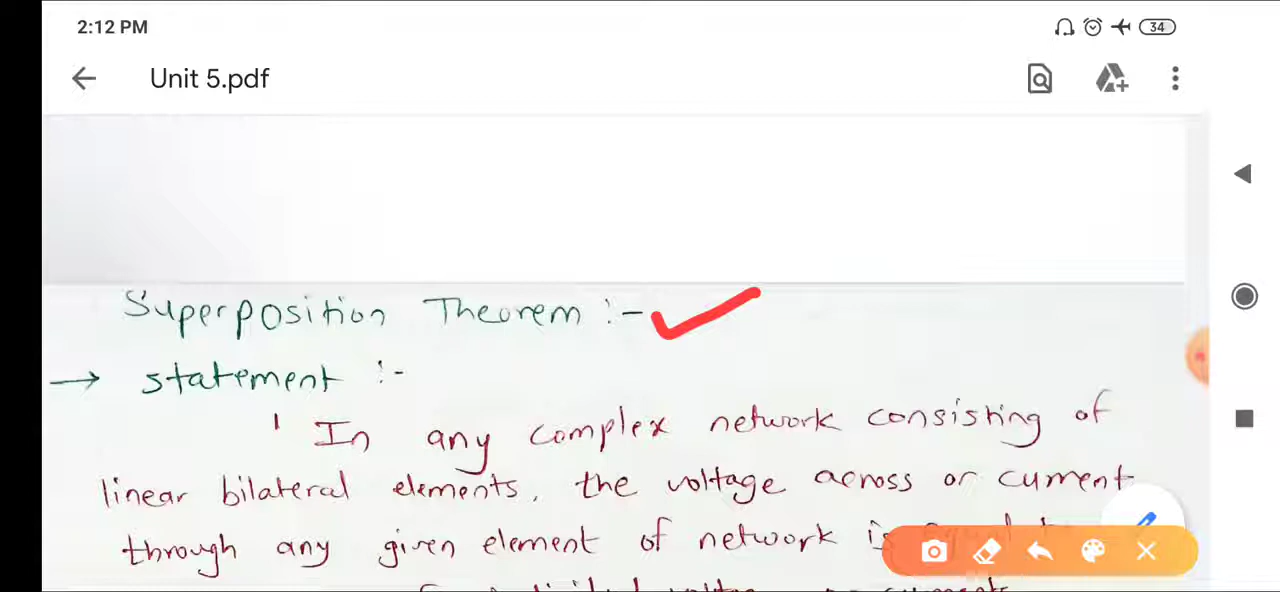 2:12 PM
34
Unit 5.pdf
Superposition Theorem :-
→ statement :-
' In any complex network consisting of
linear bilateral elements, the voltage across or current
through any given element of network is